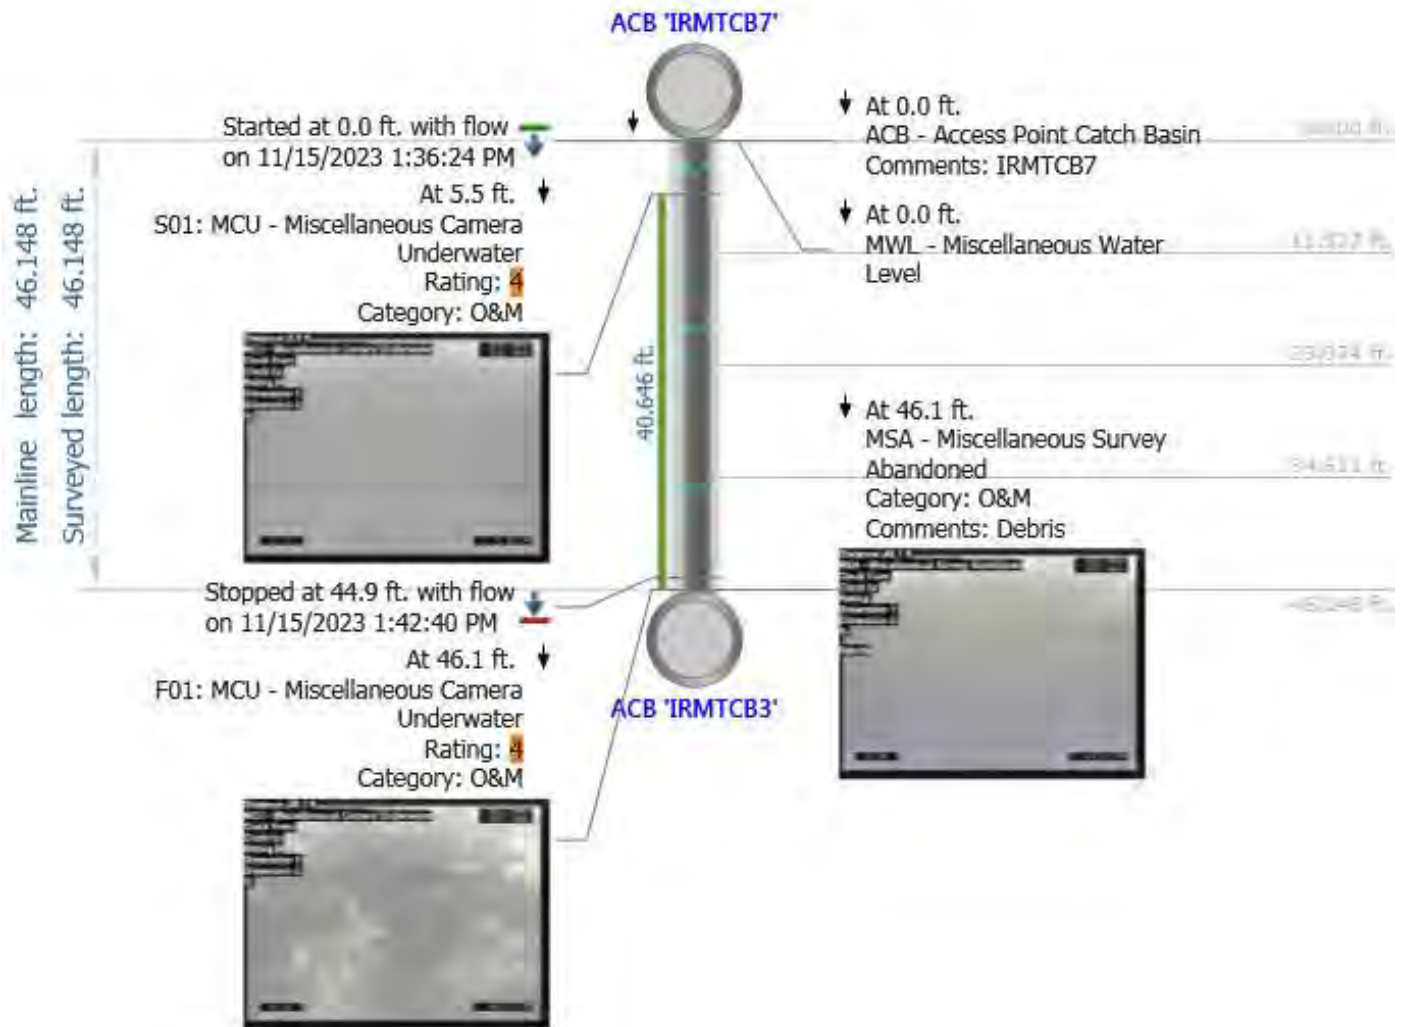 ACB 'IRMTCB7'
Started at 0.0 ft. with flow
on 11/15/2023 1:36:24 PM
At 5.5 ft.
S01: MCU - Miscellaneous Camera
Underwater
Rating: 4
Category: O&M
Mainline length: 46.148 ft.
Surveyed length: 46.148 ft.
40.646 ft.
At 0.0 ft.
ACB - Access Point Catch Basin
Comments: IRMTCB7
At 0.0 ft.
MWL - Miscellaneous Water
Level
At 46.1 ft.
MSA - Miscellaneous Survey
Abandoned
Category: O&M
Comments: Debris
Stopped at 44.9 ft. with flow
on 11/15/2023 1:42:40 PM
At 46.1 ft.
F01: MCU - Miscellaneous Camera
Underwater
Rating: 4
Category: O&M
ACB 'IRMTCB3'